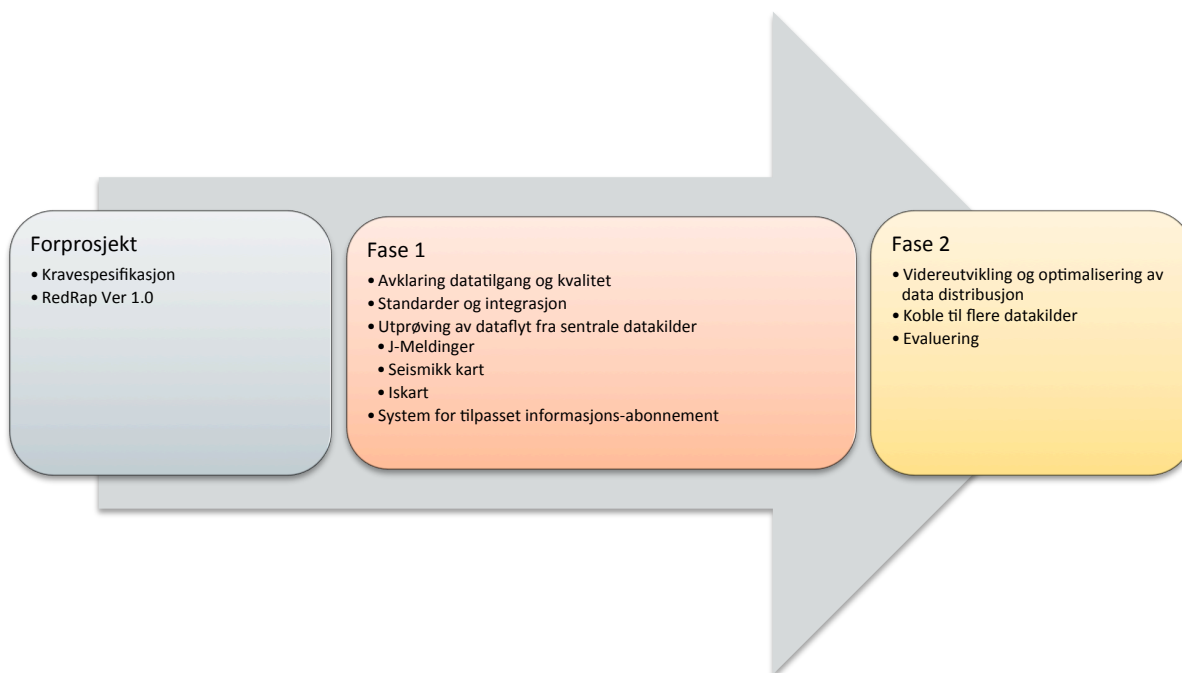 Forprosjekt
• Kravespesifikasjon
• RedRap Ver 1.0
Fase 1
• Avklaring datatilgang og kvalitet
• Standarder og integrasjon
• Utprøving av dataflyt fra sentrale datakilder
• J-Meldinger
• Seismikk kart
• Iskart
• System for tilpasset informasjons-abonnement
Fase 2
• Videreutvikling og optimalisering av
data distribusjon
• Koble til flere datakilder
• Evaluering